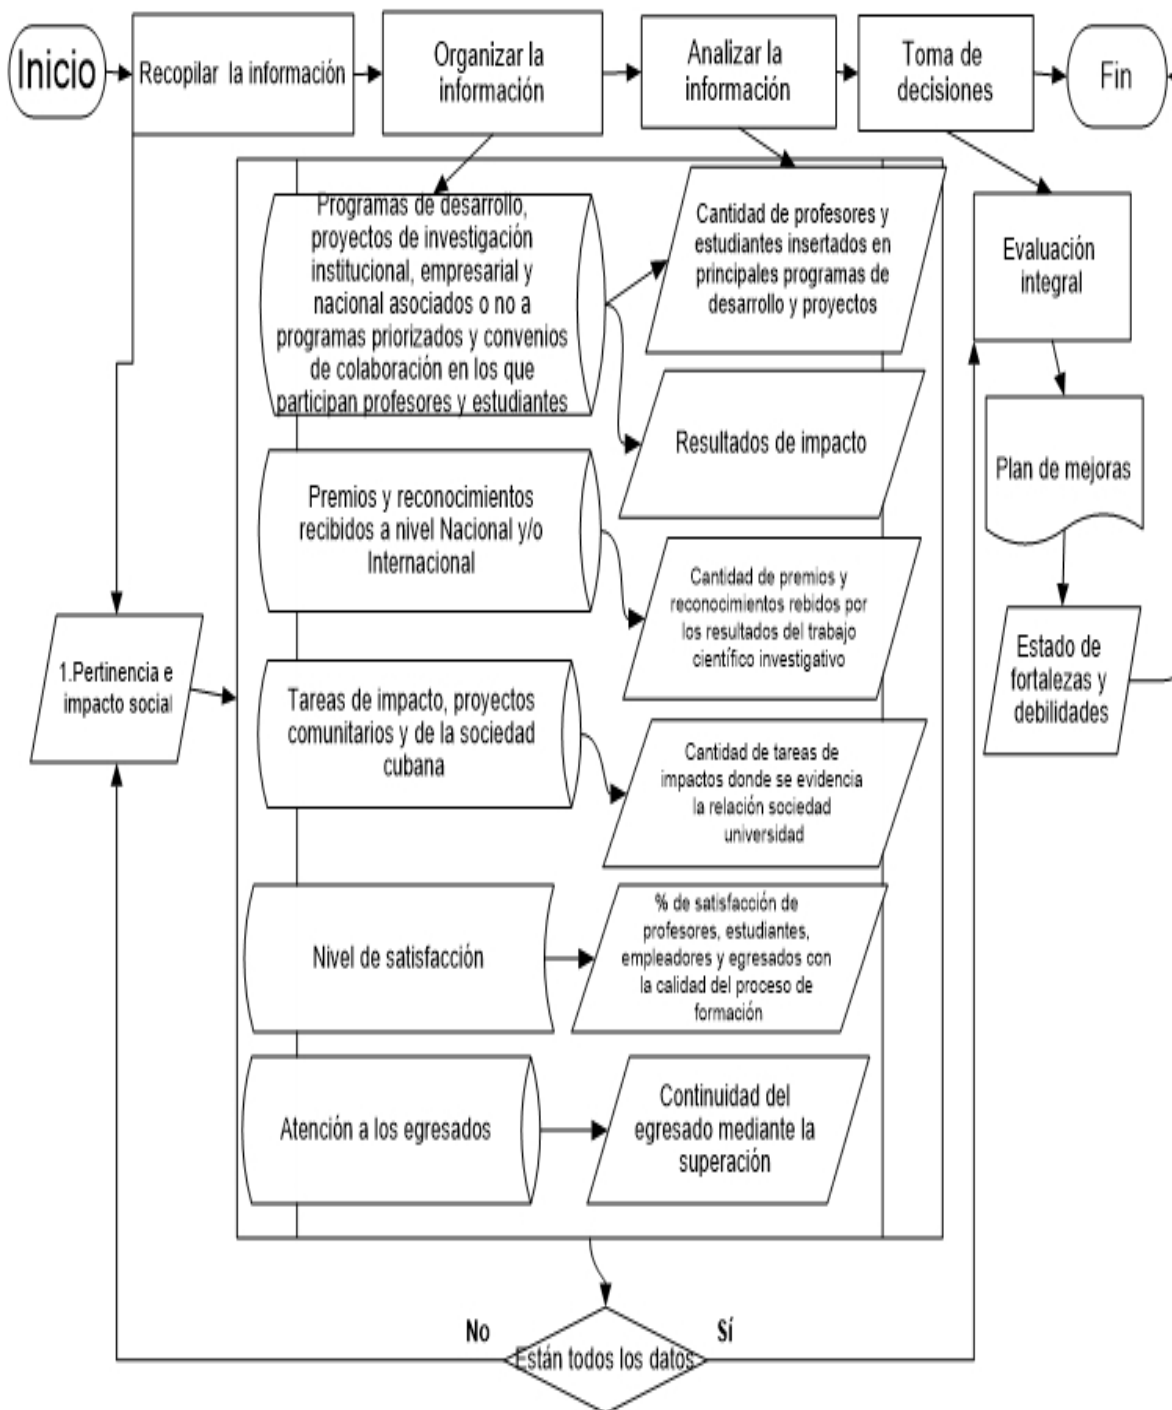 Inicio
Recopilar la información
Organizar la
información
Analizar la
información
Toma de
decisiones
Fin
Programas de desarrollo,
proyectos de investigación
institucional, empresarial y
nacional asociados o no a
programas priorizados y convenios
de colaboración en los que
participan profesores y estudiantes
Cantidad de profesores y
estudiantes insertados en
principales programas de
desarrollo y proyectos
Evaluación
integral
Resultados de impacto
Plan de mejoras
Premios y reconocimientos
recibidos a nivel Nacional y/o
Internacional
Cantidad de premios y
reconocimientos rebidos por
los resultados del trabajo
científico investigativo
1.Pertinencia e
impacto social
Estado de
fortalezas y
debilidades
Tareas de impacto, proyectos
comunitarios y de la sociedad
cubana
Cantidad de tareas de
impactos donde se evidencia
la relación sociedad
universidad
Nivel de satisfacción
% de satisfacción de
profesores, estudiantes,
empleadores y egresados con
la calidad del proceso de
formación
Atención a los egresados
Continuidad del
egresado mediante la
superación
No
Sí
Están todos los datos